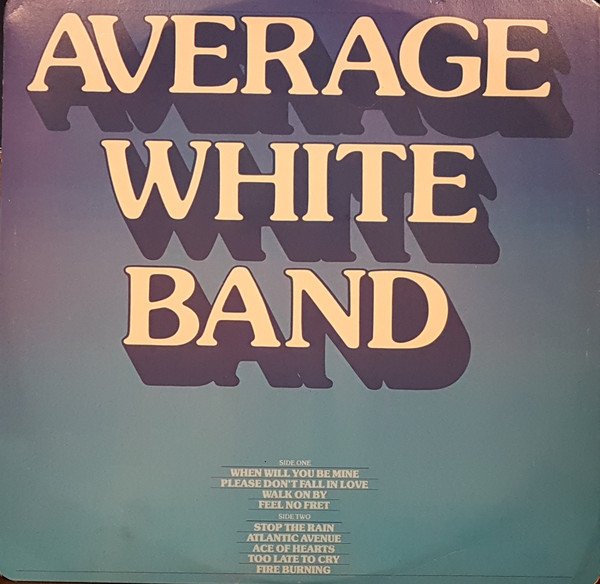 AVERAGE
WHITE
BAND
SIDE ONE
WHEN WILL YOU BE MINE
PLEASE DON'T FALL IN LOVE
WALK ON BY
FEEL NO FRET
SIDE TWO
STOP THE RAIN
ATLANTIC AVENUE
ACE OF HEARTS
TOO LATE TO CRY
FIRE BURNING